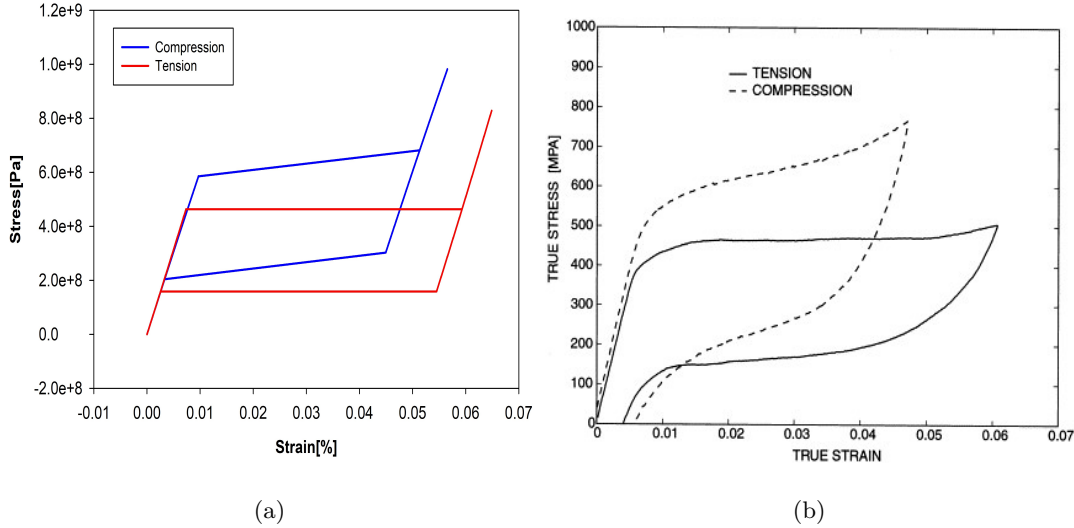 1.2e+9
1.0e+9
8.0e+8
6.0e+8
4.0e+8
2.0e+8
0.0
-2.0e+8
Stress[Pa]
Compression
Tension
-0.01 0.00 0.01 0.02 0.03 0.04 0.05 0.06 0.07
Strain[%]
(a)
1000
900
800
700
600
500
400
300
200
100
0
TRUE STRESS [MPA]
TENSION
COMPRESSION
0 0.01 0.02 0.03 0.04 0.05 0.06 0.07
TRUE STRAIN
(b)